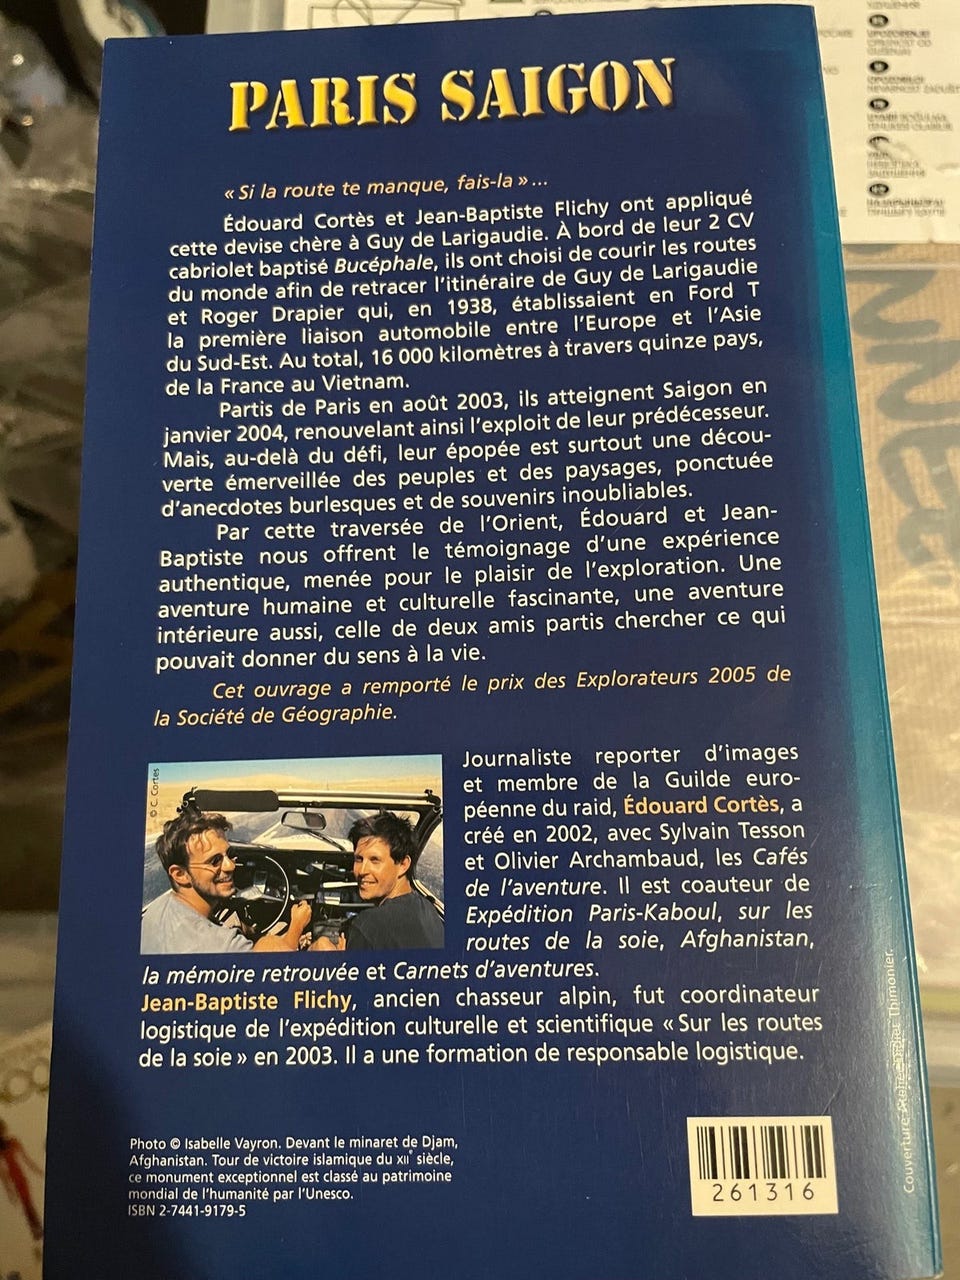 PARIS SAIGON
« Si la route te manque, fais-la »...
Édouard Cortès et Jean-Baptiste Flichy ont appliqué
cette devise chère à Guy de Larigaudie. À bord de leur 2 CV
cabriolet baptisé Bucéphale, ils ont choisi de courir les routes
du monde afin de retracer l'itinéraire de Guy de Larigaudie
et Roger Drapier qui, en 1938, établissaient en Ford T
la première liaison automobile entre l'Europe et l'Asie
du Sud-Est. Au total, 16 000 kilomètres à travers quinze pays,
de la France au Vietnam.
Partis de Paris en août 2003, ils atteignent Saigon en
janvier 2004, renouvelant ainsi l'exploit de leur prédécesseur.
Mais, au-delà du défi, leur épopée est surtout une décou-
verte émerveillée des peuples et des paysages, ponctuée
d'anecdotes burlesques et de souvenirs inoubliables.
Par cette traversée de l'Orient, Édouard et Jean-
Baptiste nous offrent le témoignage d'une expérience
authentique, menée pour le plaisir de l'exploration. Une
aventure humaine et culturelle fascinante, une aventure
intérieure aussi, celle de deux amis partis chercher ce qui
pouvait donner du sens à la vie.
Cet ouvrage a remporté le prix des Explorateurs 2005 de
la Société de Géographie.
© C. Cortès
Journaliste reporter d'images
et membre de la Guilde euro-
péenne du raid, Édouard Cortès, a
créé en 2002, avec Sylvain Tesson
et Olivier Archambaud, les Cafés
de l'aventure. Il est coauteur de
Expédition Paris-Kaboul, sur les
routes de la soie, Afghanistan,
la mémoire retrouvée et Carnets d'aventures.
Jean-Baptiste Flichy, ancien chasseur alpin, fut coordinateur
logistique de l'expédition culturelle et scientifique « Sur les routes
de la soie » en 2003. Il a une formation de responsable logistique.
Photo © Isabelle Vayron. Devant le minaret de Djam,
Afghanistan. Tour de victoire islamique du XIIe siècle,
ce monument exceptionnel est classé au patrimoine
mondial de l'humanité par l'Unesco.
ISBN 2-7441-9179-5
261316
Couverture Atelier Didier Thimonier.